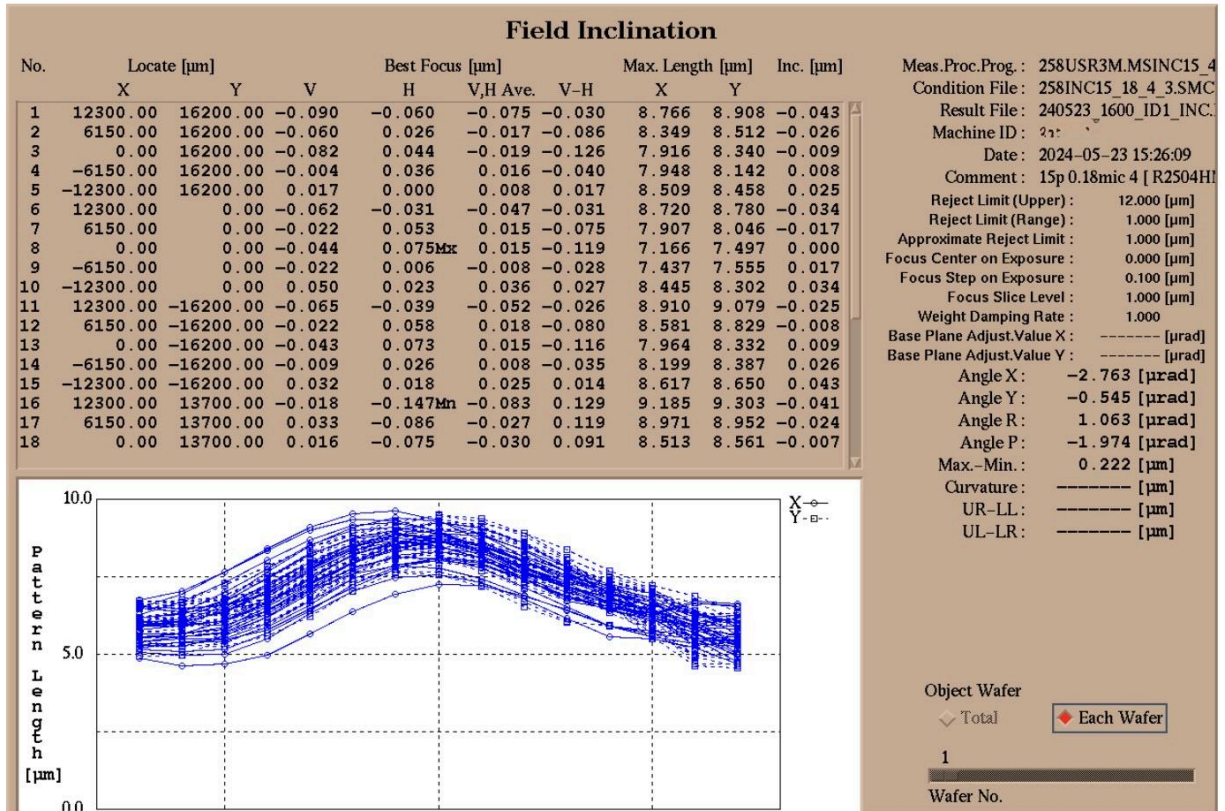 Field Inclination
No. Locate [µm] Best Focus [µm] Max. Length [µm] Inc. [µm]
X Y V H V,H Ave. V-H X Y
1 12300.00 16200.00 -0.090 -0.060 -0.075 -0.030 8.766 8.908 -0.043
2 6150.00 16200.00 -0.060 0.026 -0.017 -0.086 8.349 8.512 -0.026
3 0.00 16200.00 -0.082 0.044 -0.019 -0.126 7.916 8.340 -0.009
4 -6150.00 16200.00 -0.004 0.036 0.016 -0.040 7.948 8.142 0.008
5 -12300.00 16200.00 0.017 0.000 0.008 0.017 8.509 8.458 0.025
6 12300.00 0.00 -0.062 -0.031 -0.047 -0.031 8.720 8.780 -0.034
7 6150.00 0.00 -0.022 0.053 0.015 -0.075 7.907 8.046 -0.017
8 0.00 0.00 -0.044 0.075Mx 0.015 -0.119 7.166 7.497 0.000
9 -6150.00 0.00 -0.022 0.006 -0.008 -0.028 7.437 7.555 0.017
10 -12300.00 0.00 0.050 0.023 0.036 0.027 8.445 8.302 0.034
11 12300.00 -16200.00 -0.065 -0.039 -0.052 -0.026 8.910 9.079 -0.025
12 6150.00 -16200.00 -0.022 0.058 0.018 -0.080 8.581 8.829 -0.008
13 0.00 -16200.00 -0.043 0.073 0.015 -0.116 7.964 8.332 0.009
14 -6150.00 -16200.00 -0.009 0.026 0.008 -0.035 8.199 8.387 0.026
15 -12300.00 -16200.00 0.032 0.018 0.025 0.014 8.617 8.650 0.043
16 12300.00 13700.00 -0.018 -0.147Mn -0.083 0.129 9.185 9.303 -0.041
17 6150.00 13700.00 0.033 -0.086 -0.027 0.119 8.971 8.952 -0.024
18 0.00 13700.00 0.016 -0.075 -0.030 0.091 8.513 8.561 -0.007
Meas.Proc.Prog. : 258USR3M.MSINC15_4
Condition File : 258INC15_18_4_3.SMC
Result File : 240523_1600_ID1_INC.
Machine ID :
Date : 2024-05-23 15:26:09
Comment : 15p 0.18mic 4 [ R2504H
Reject Limit (Upper) : 12.000 [µm]
Reject Limit (Range) : 1.000 [µm]
Approximate Reject Limit : 1.000 [µm]
Focus Center on Exposure : 0.000 [µm]
Focus Step on Exposure : 0.100 [µm]
Focus Slice Level : 1.000 [µm]
Weight Damping Rate : 1.000
Base Plane Adjust.Value X : ------- [µrad]
Base Plane Adjust.Value Y : ------- [µrad]
Angle X : -2.763 [µrad]
Angle Y : -0.545 [µrad]
Angle R : 1.063 [µrad]
Angle P : -1.974 [µrad]
Max.-Min. : 0.222 [µm]
Curvature : ------- [µm]
UR-LL : ------- [µm]
UL-LR : ------- [µm]
10.0
5.0
0.0
Pattern Length [µm]
X
Y
Object Wafer
Total Each Wafer
1
Wafer No.